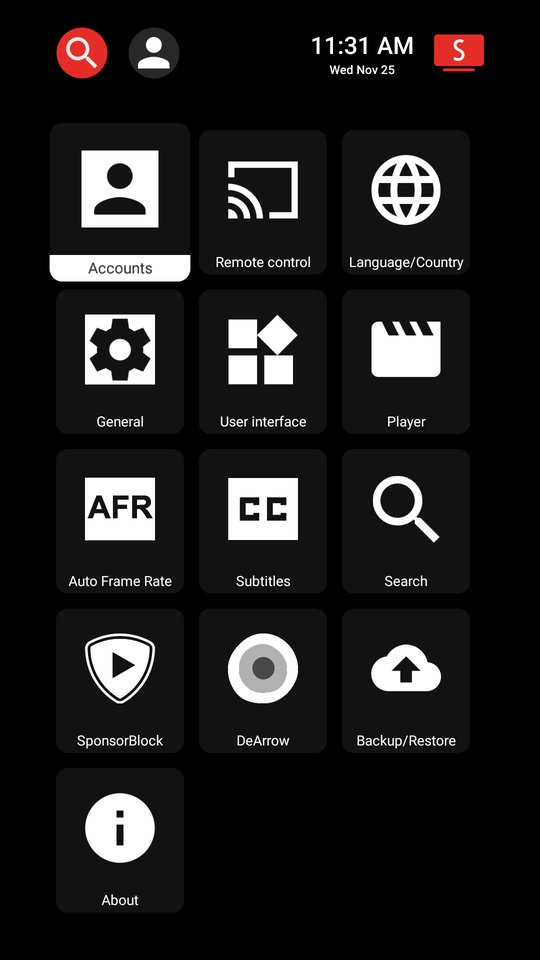 11:31 AM
Wed Nov 25
S
Accounts
Remote control
Language/Country
General
User interface
Player
AFR
CC
Auto Frame Rate
Subtitles
Search
SponsorBlock
DeArrow
Backup/Restore
i
About